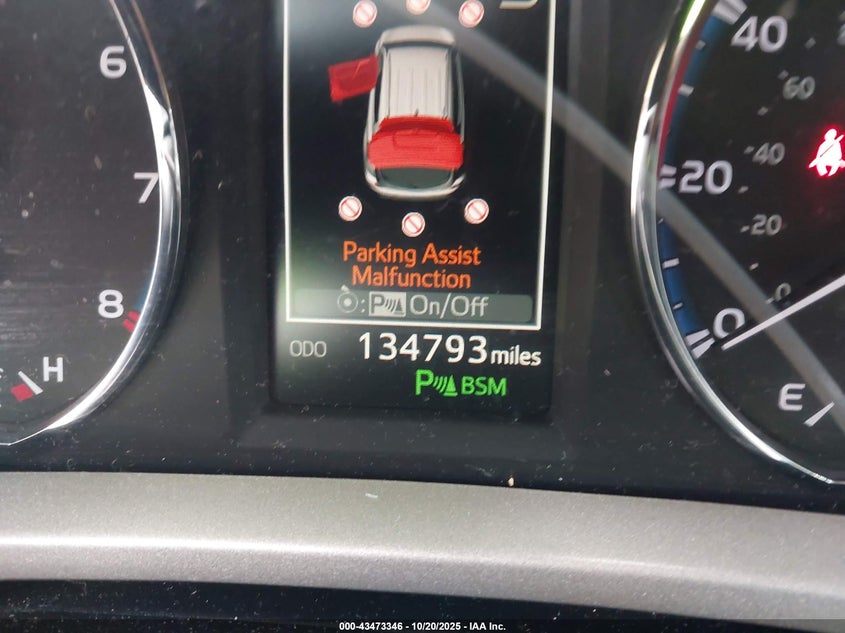 6
7
8
H
Parking Assist
Malfunction
: P On/Off
ODO 134793 miles
P BSM
40
60
20
40
20
0
0
E
000-43473346 - 10/20/2025 - IAA Inc.